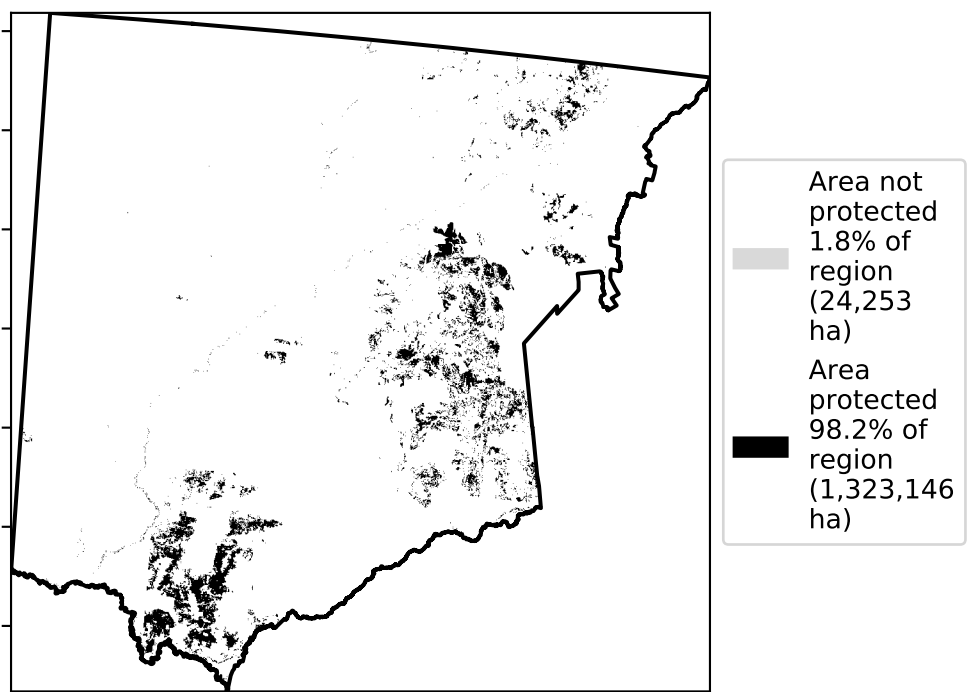 Area not
protected
1.8% of
region
(24,253
ha)
Area
protected
98.2% of
region
(1,323,146
ha)